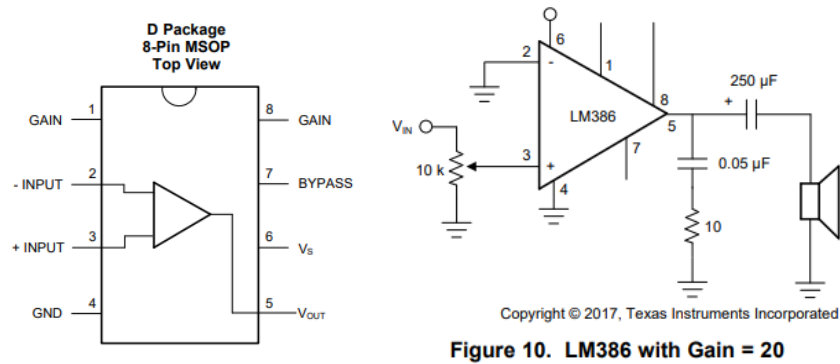 D Package
8-Pin MSOP
Top View
GAIN 1 8 GAIN
- INPUT 2 7 BYPASS
+ INPUT 3 6 VS
GND 4 5 VOUT
6
2 -
1
250 µF
+
LM386
8
5
VIN
10 k
3 +
7
4
0.05 µF
10
Copyright © 2017, Texas Instruments Incorporated
Figure 10. LM386 with Gain = 20